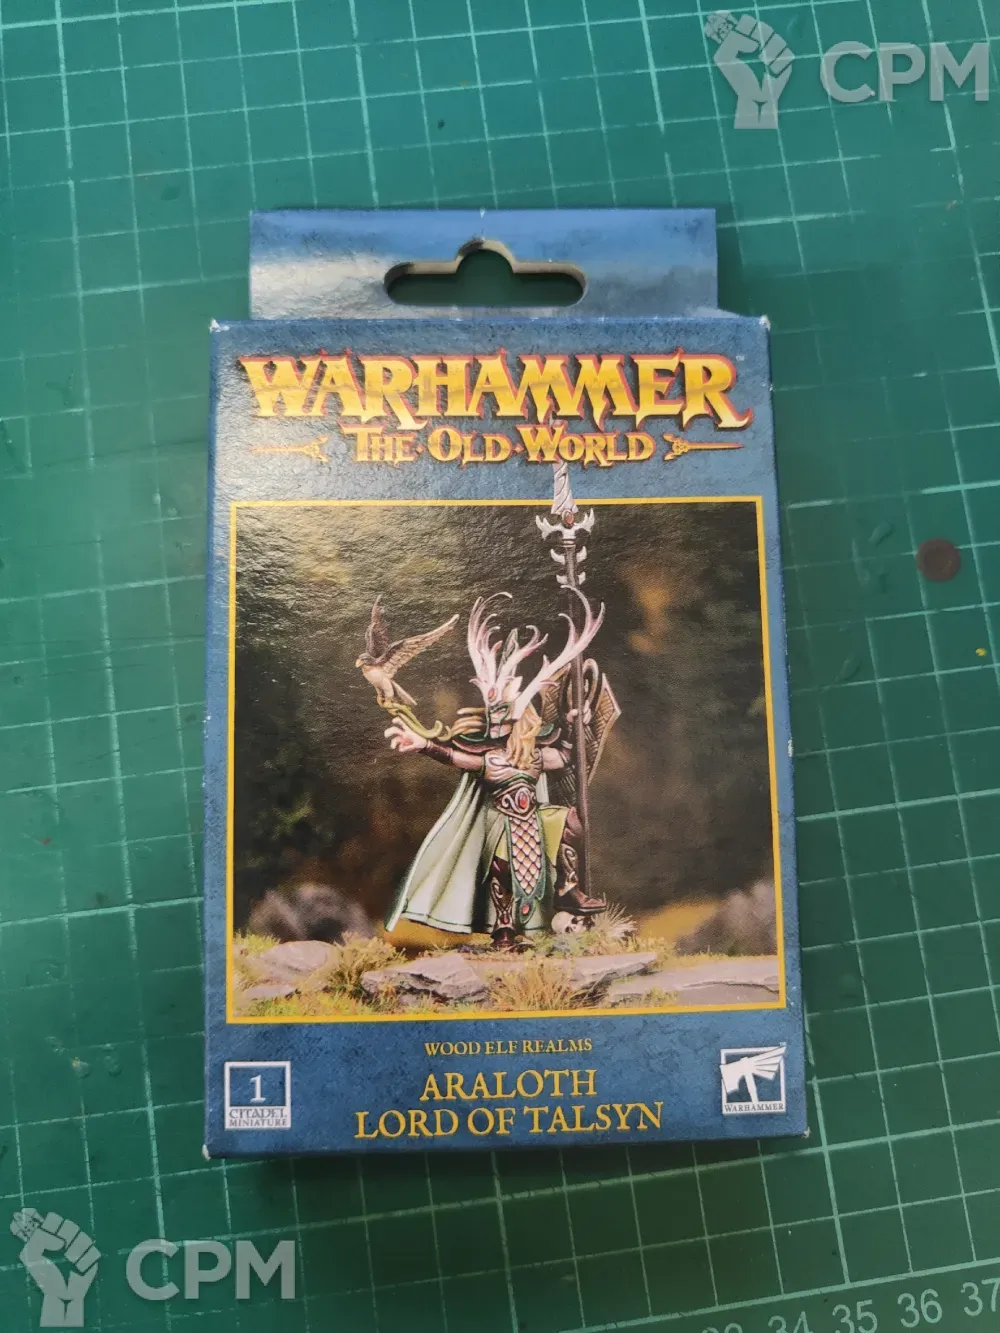 CPM
WARHAMMER™
THE·OLD·WORLD
WOOD ELF REALMS
ARALOTH
LORD OF TALSYN
1
CITADEL
MINIATURE
WARHAMMER
CPM
34 35 36 37